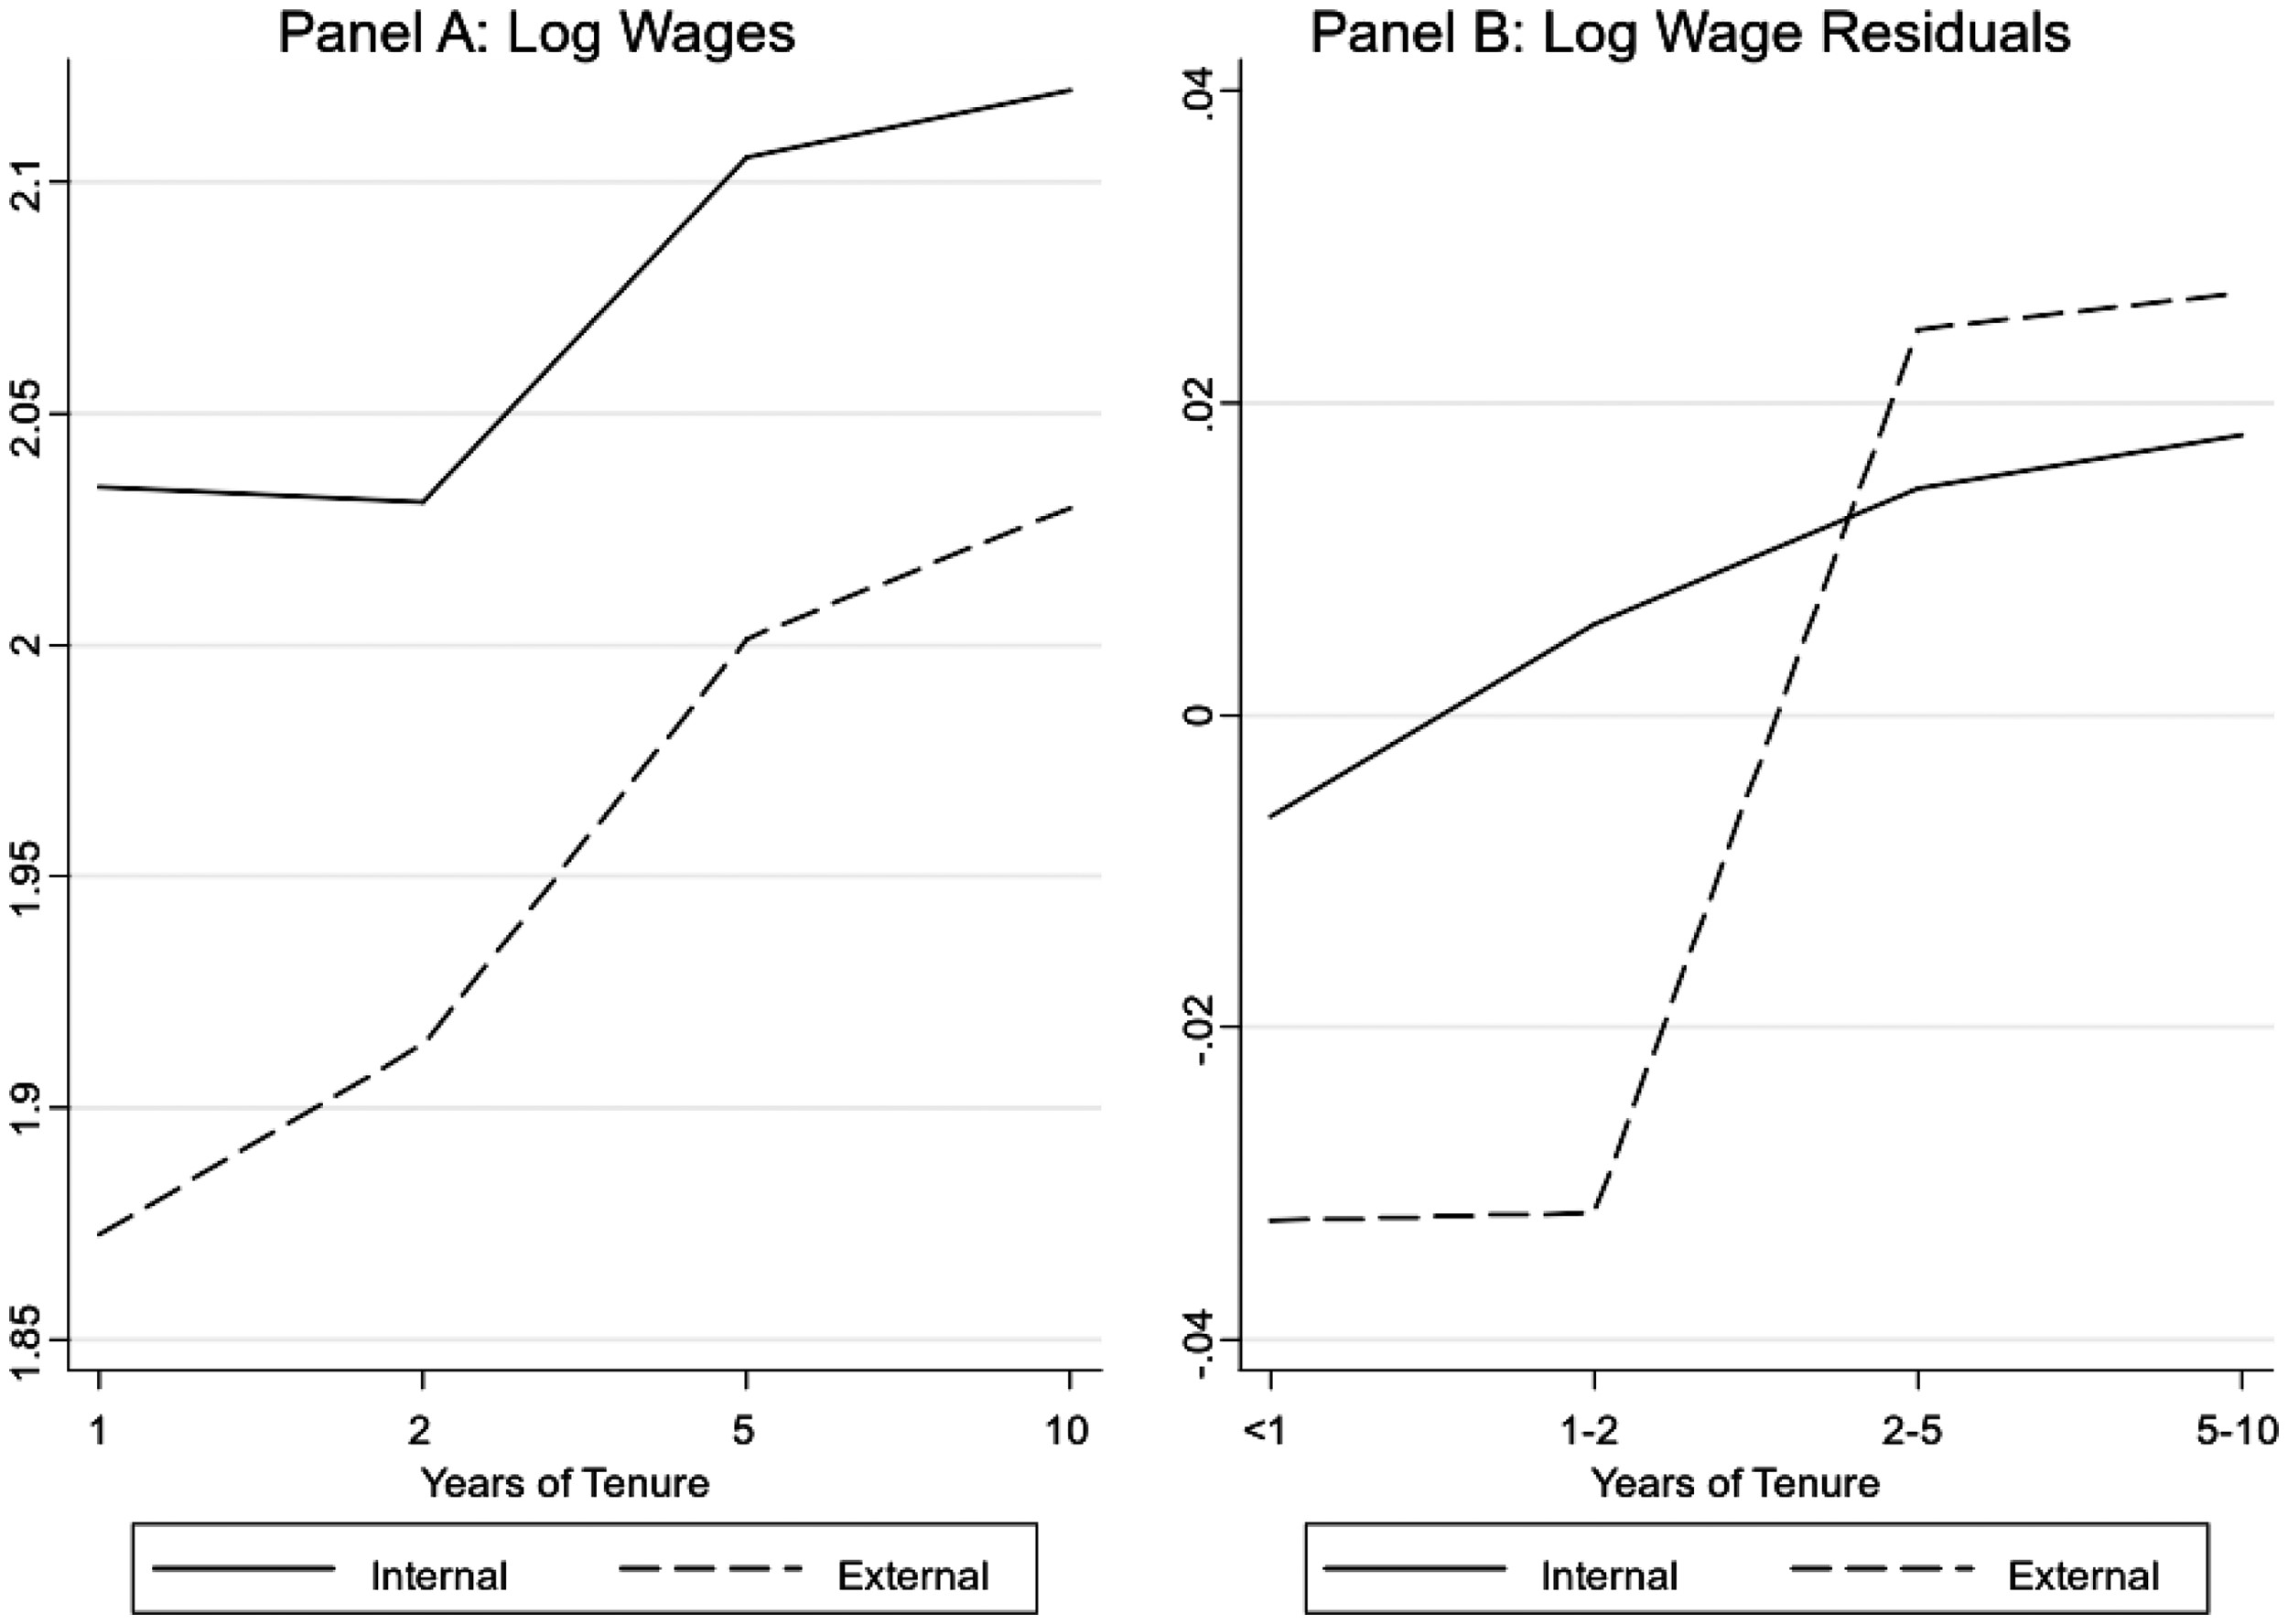 Panel A: Log Wages
2.1
2.05
2
1.95
1.9
1.85
1 2 5 10
Years of Tenure
Internal External
Panel B: Log Wage Residuals
.04
.02
0
-.02
-.04
<1 1-2 2-5 5-10
Years of Tenure
Internal External